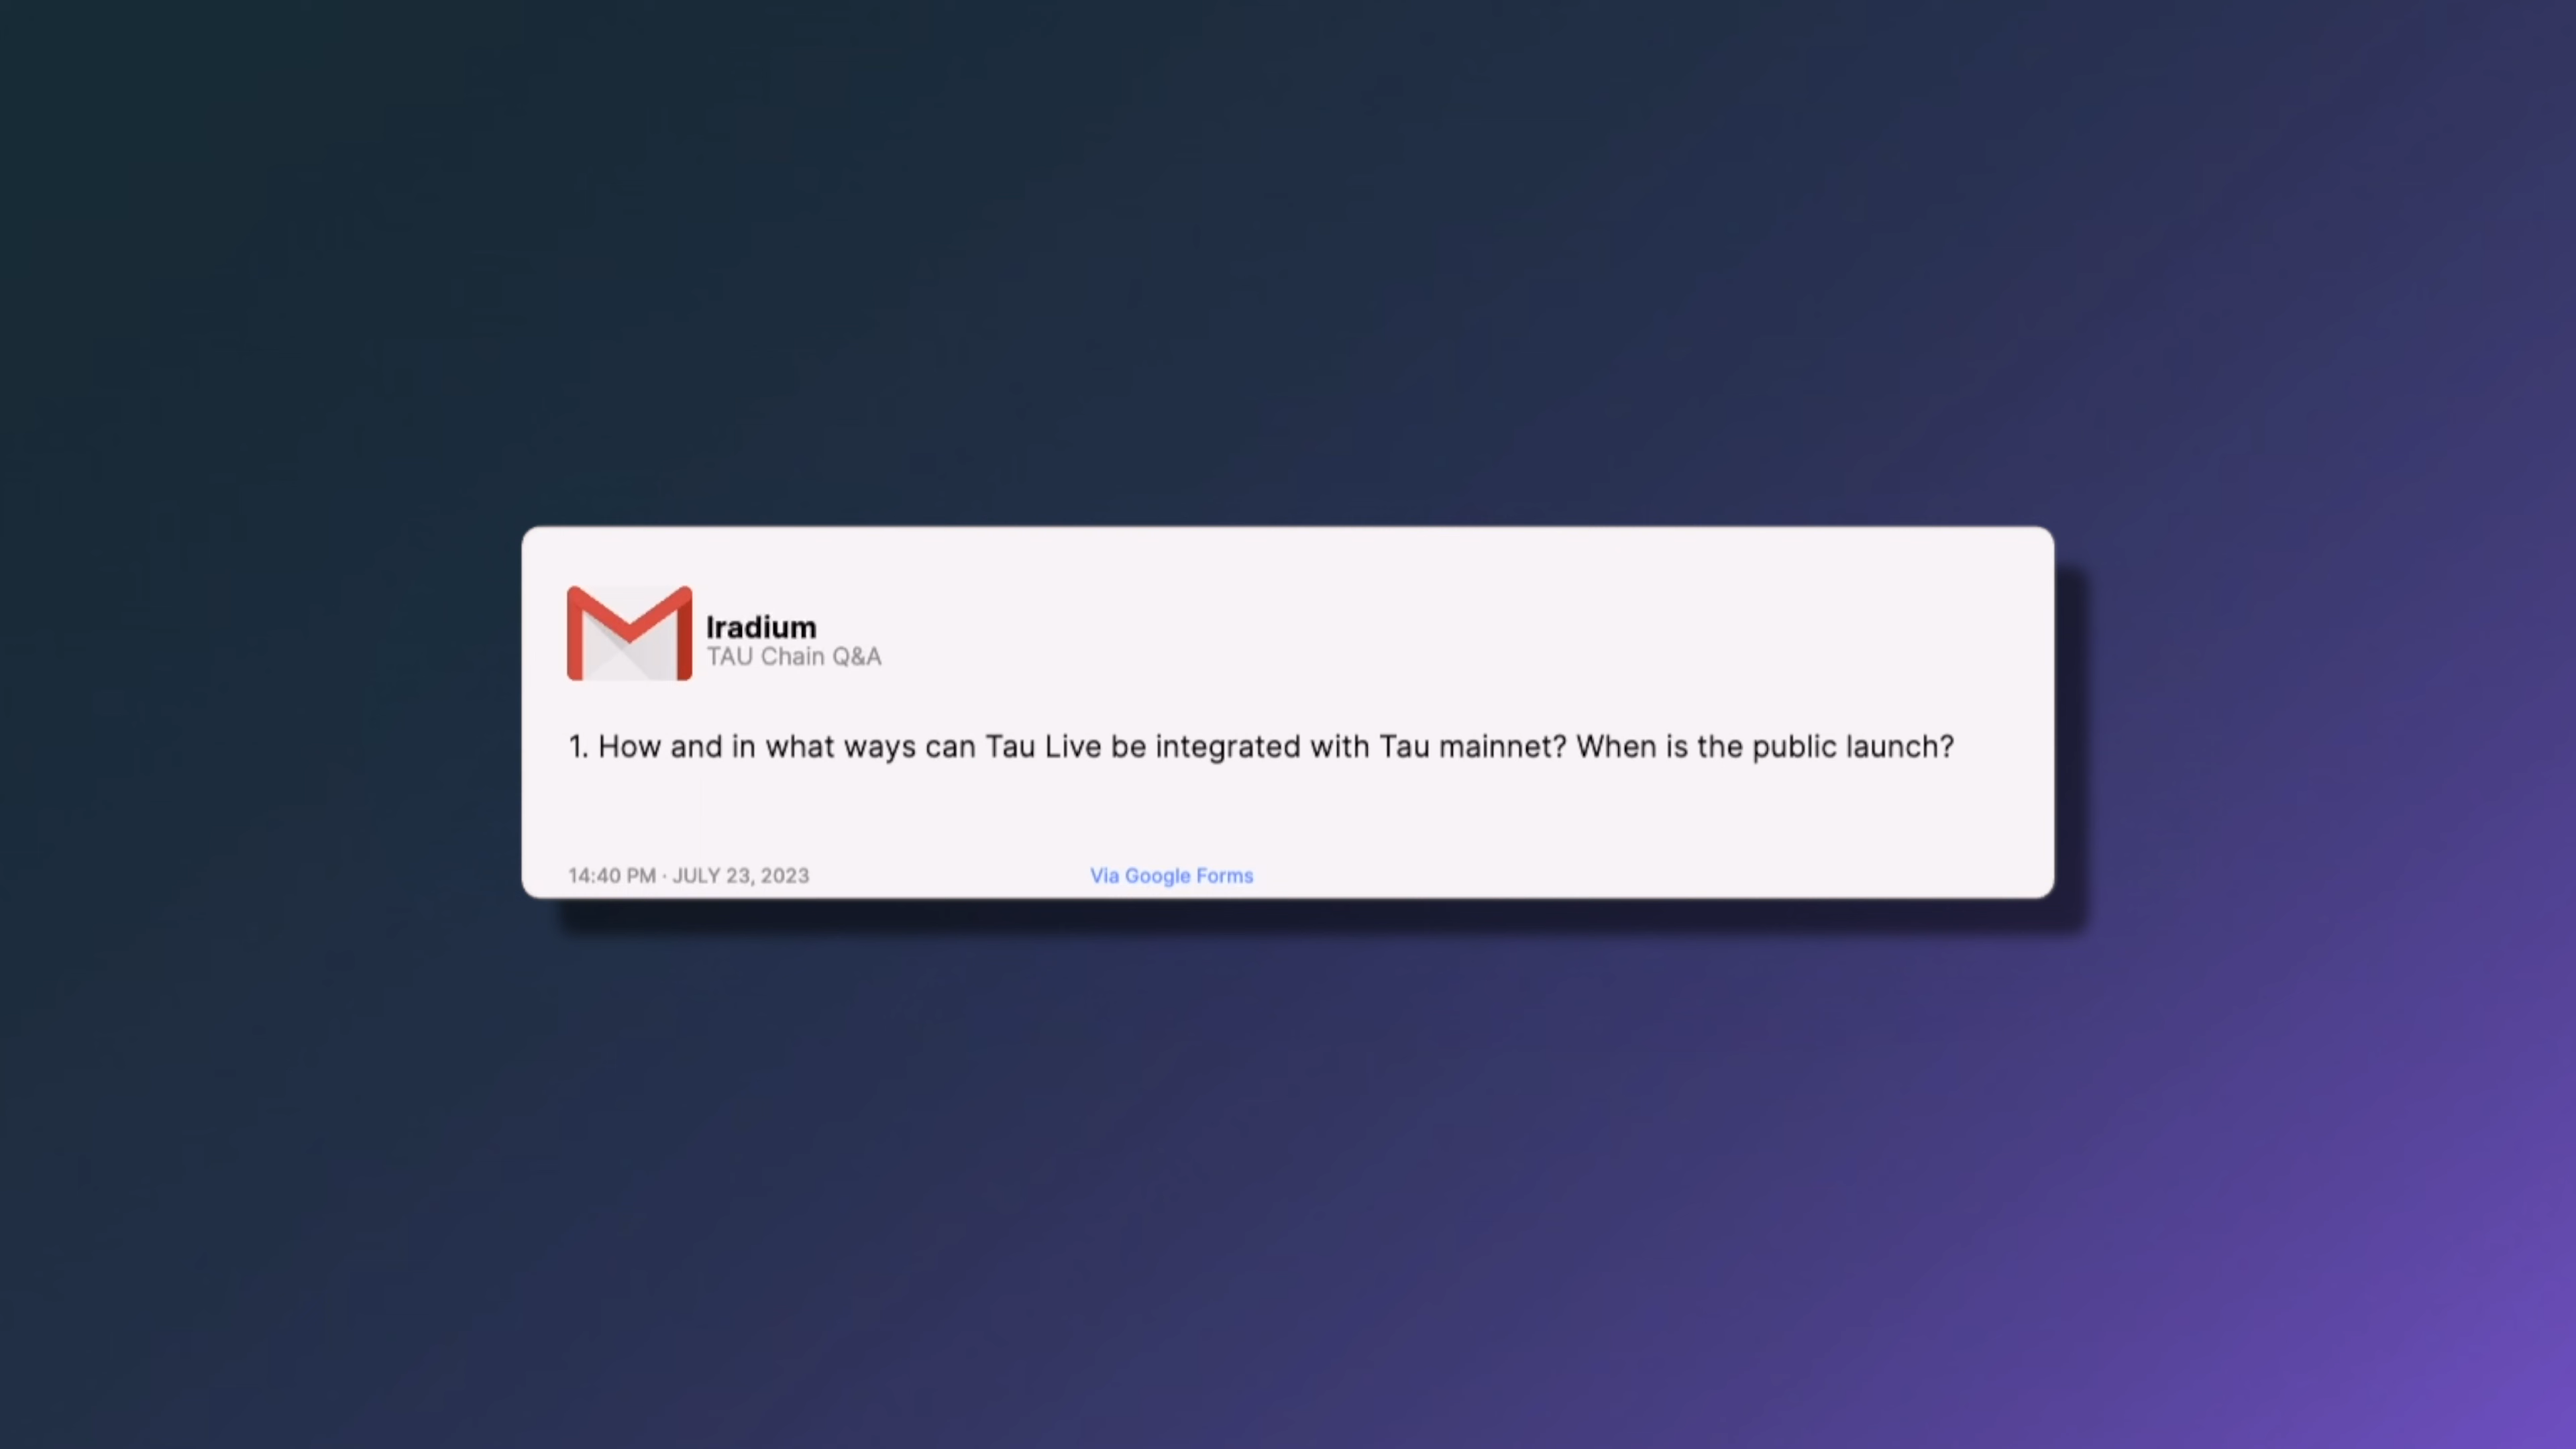 Iradium
TAU Chain Q&A
1. How and in what ways can Tau Live be integrated with Tau mainnet? When is the public launch?
14:40 PM · JULY 23, 2023
Via Google Forms